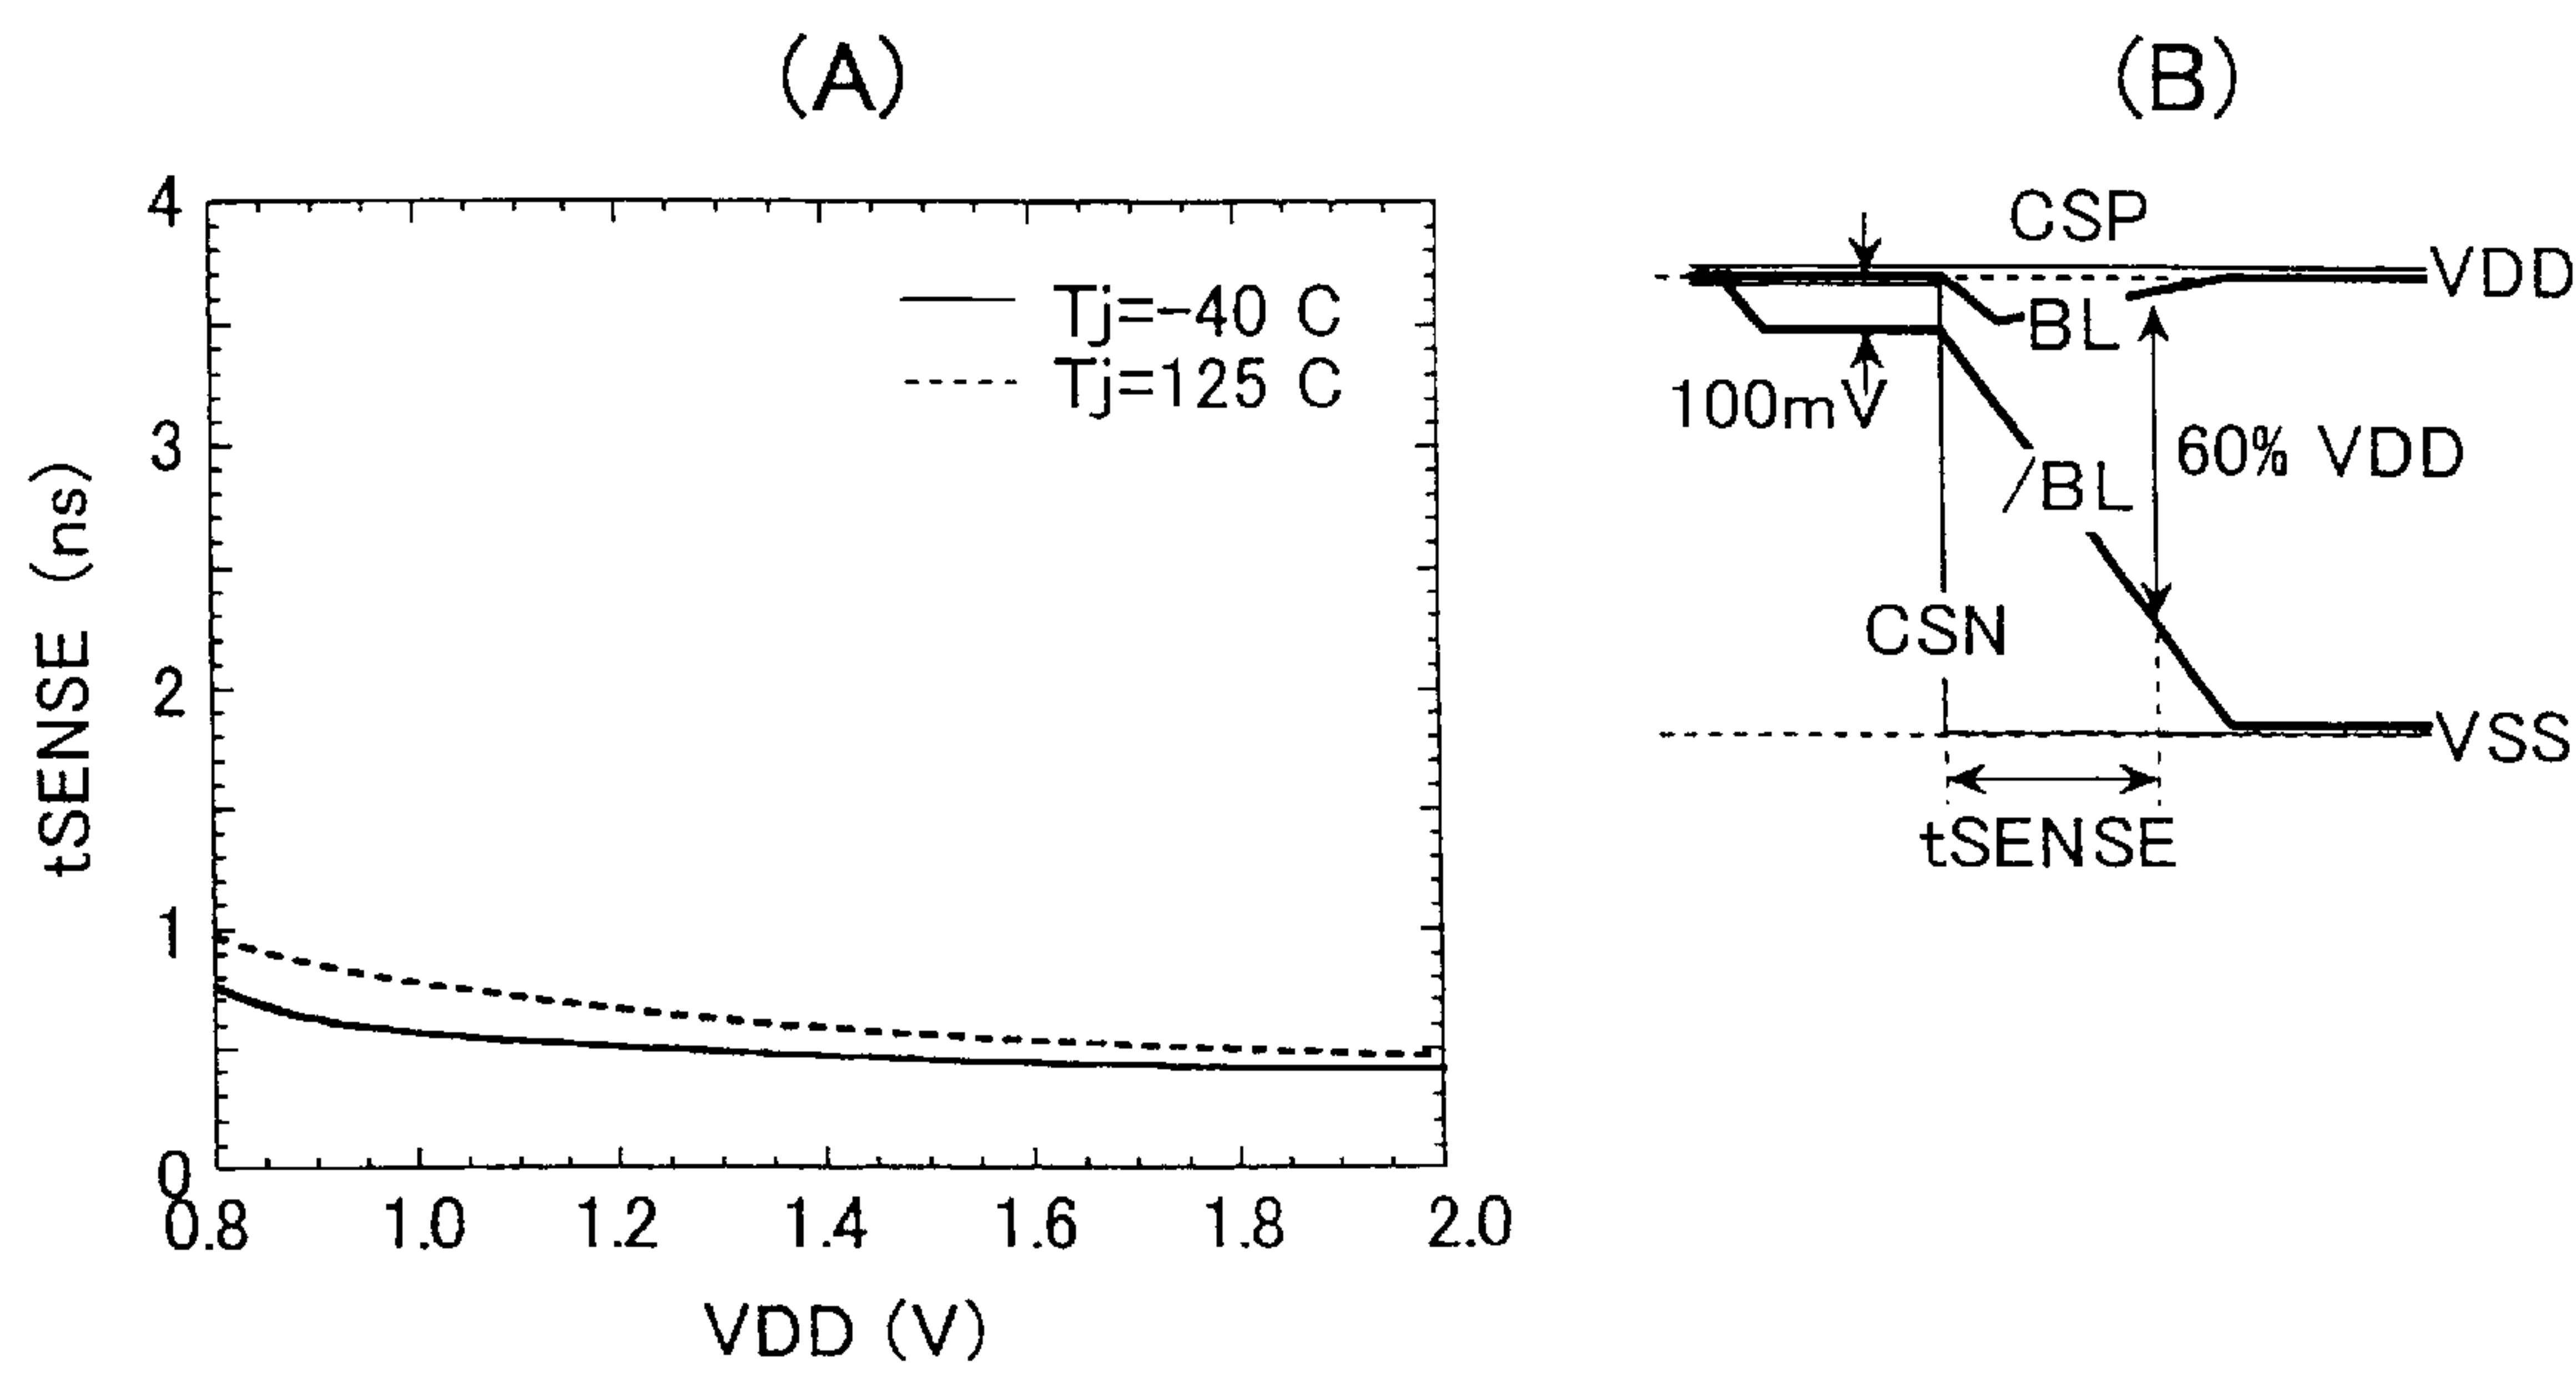 (A)
4
3
2
1
0
tSENSE (ns)
Tj=-40 C
Tj=125 C
0.8 1.0 1.2 1.4 1.6 1.8 2.0
VDD (V)
(B)
CSP
VDD
BL
100mV
60% VDD
/BL
CSN
VSS
tSENSE